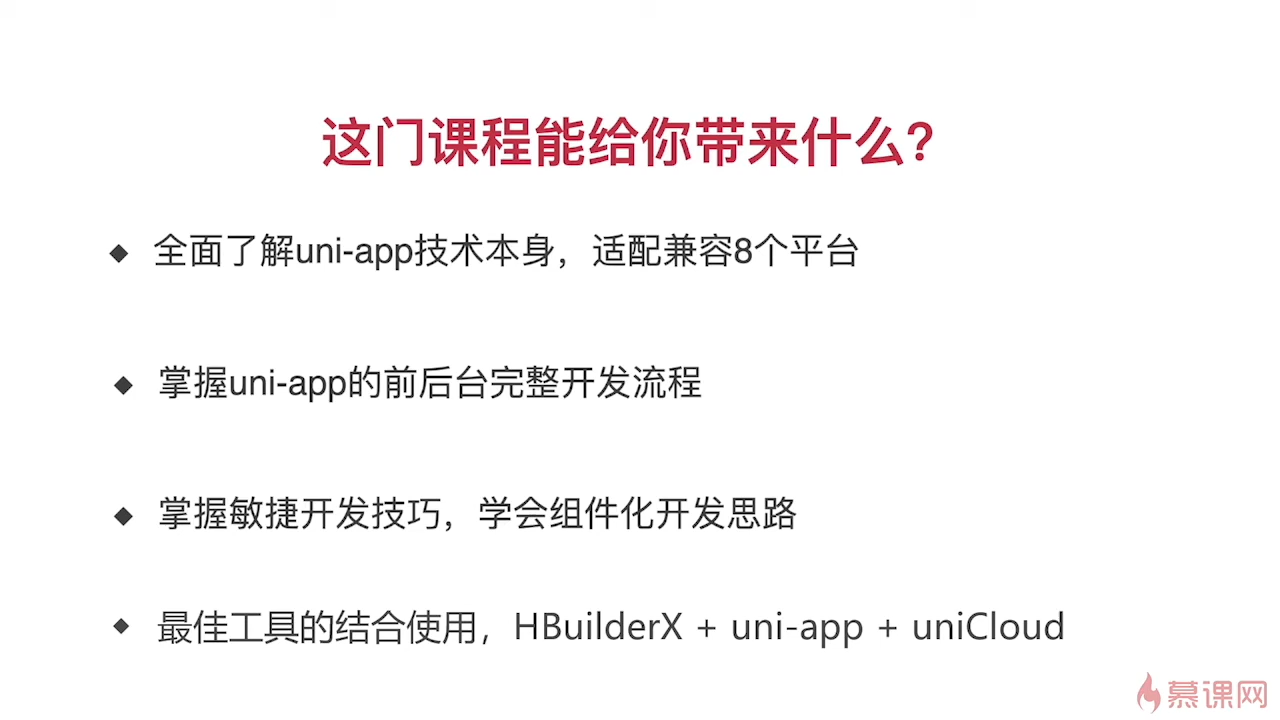 这门课程能给你带来什么？
全面了解uni-app技术本身，适配兼容8个平台
掌握uni-app的前后台完整开发流程
掌握敏捷开发技巧，学会组件化开发思路
最佳工具的结合使用，HBuilderX + uni-app + uniCloud
慕课网